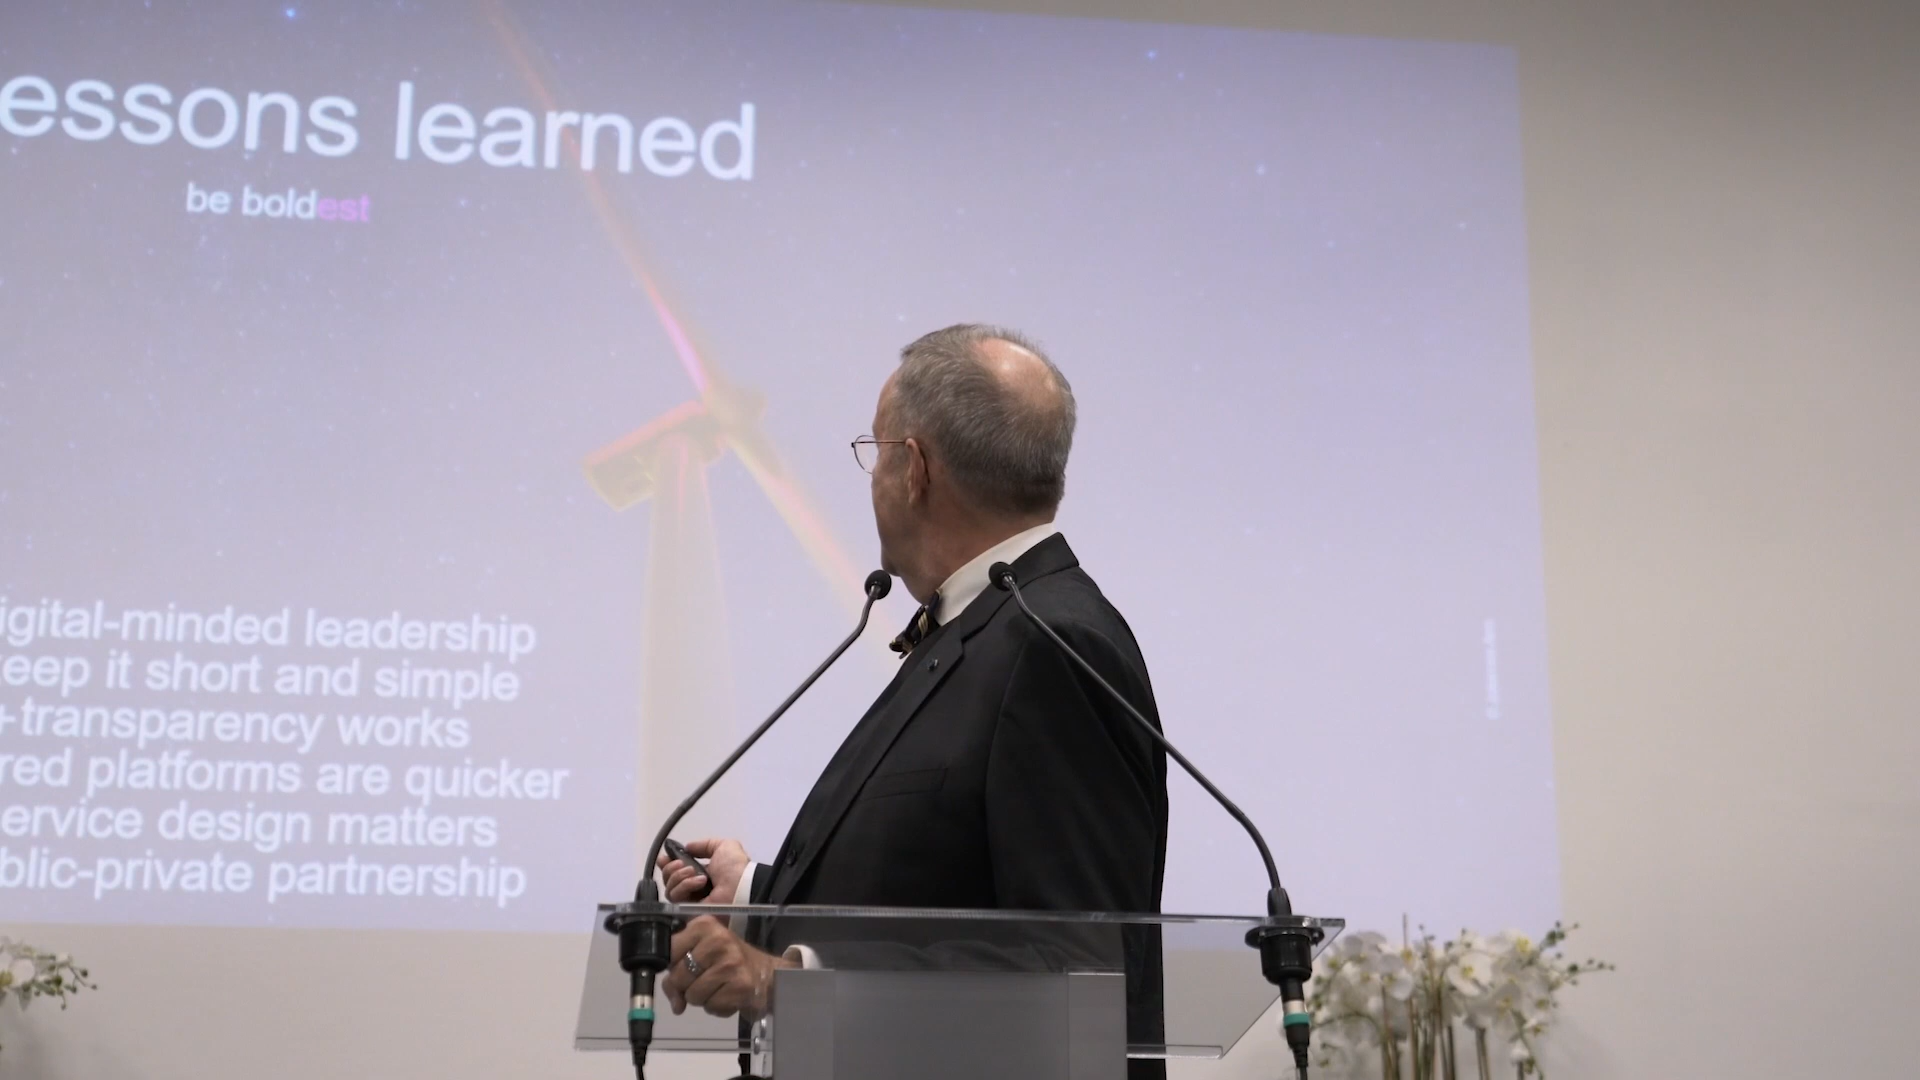 essons learned
be boldest
igital-minded leadership
keep it short and simple
+transparency works
red platforms are quicker
ervice design matters
blic-private partnership